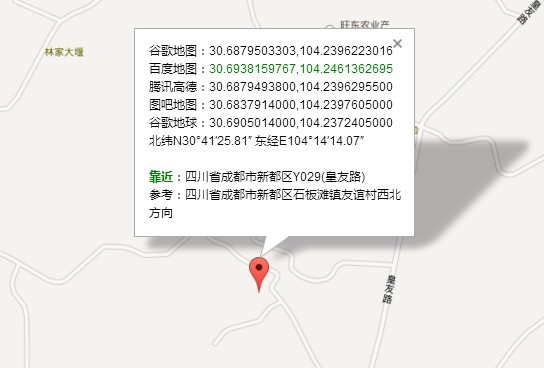 皇友路
旺东农业产
林家大堰
谷歌地图：30.6879503303,104.2396223016
百度地图：30.6938159767,104.2461362695
腾讯高德：30.6879493800,104.2396295500
图吧地图：30.6837914000,104.2397605000
谷歌地球：30.6905014000,104.2372405000
北纬N30°41′25.81″ 东经E104°14′14.07″
靠近：四川省成都市新都区Y029(皇友路)
参考：四川省成都市新都区石板滩镇友谊村西北
方向
皇友路